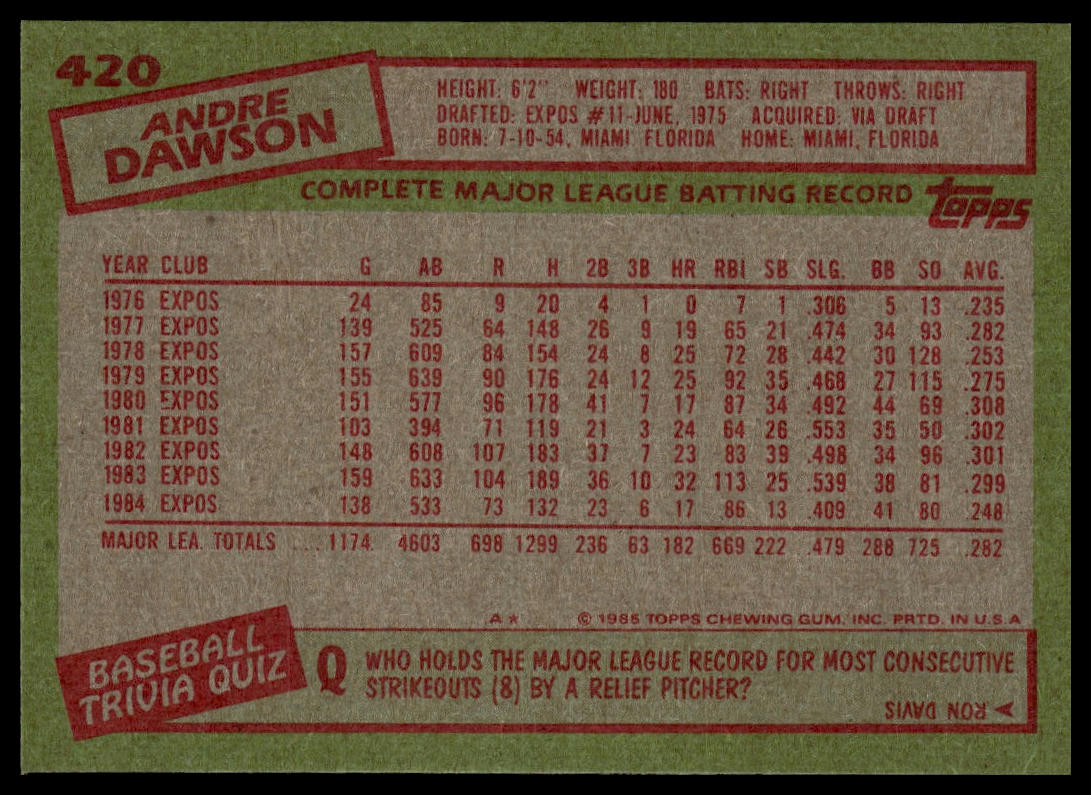 420
ANDRE
DAWSON
HEIGHT: 6'2" WEIGHT: 180 BATS: RIGHT THROWS: RIGHT
DRAFTED: EXPOS #11-JUNE, 1975 ACQUIRED: VIA DRAFT
BORN: 7-10-54, MIAMI, FLORIDA HOME: MIAMI, FLORIDA
COMPLETE MAJOR LEAGUE BATTING RECORD topps
YEAR CLUB G AB R H 2B 3B HR RBI SB SLG. BB SO AVG.
1976 EXPOS 24 85 9 20 4 1 0 7 1 .306 5 13 .235
1977 EXPOS 139 525 64 148 26 9 19 65 21 .474 34 93 .282
1978 EXPOS 157 609 84 154 24 8 25 72 28 .442 30 128 .253
1979 EXPOS 155 639 90 176 24 12 25 92 35 .468 27 115 .275
1980 EXPOS 151 577 96 178 41 7 17 87 34 .492 44 69 .308
1981 EXPOS 103 394 71 119 21 3 24 64 26 .553 35 50 .302
1982 EXPOS 148 608 107 183 37 7 23 83 39 .498 34 96 .301
1983 EXPOS 159 633 104 189 36 10 32 113 25 .539 38 81 .299
1984 EXPOS 138 533 73 132 23 6 17 86 13 .409 41 80 .248
MAJOR LEA. TOTALS .... 1174 4603 698 1299 236 63 182 669 222 .479 288 725 .282
A* © 1985 TOPPS CHEWING GUM, INC. PRTD. IN U.S.A
BASEBALL
TRIVIA QUIZ
Q WHO HOLDS THE MAJOR LEAGUE RECORD FOR MOST CONSECUTIVE
STRIKEOUTS (8) BY A RELIEF PITCHER?
RON DAVIS